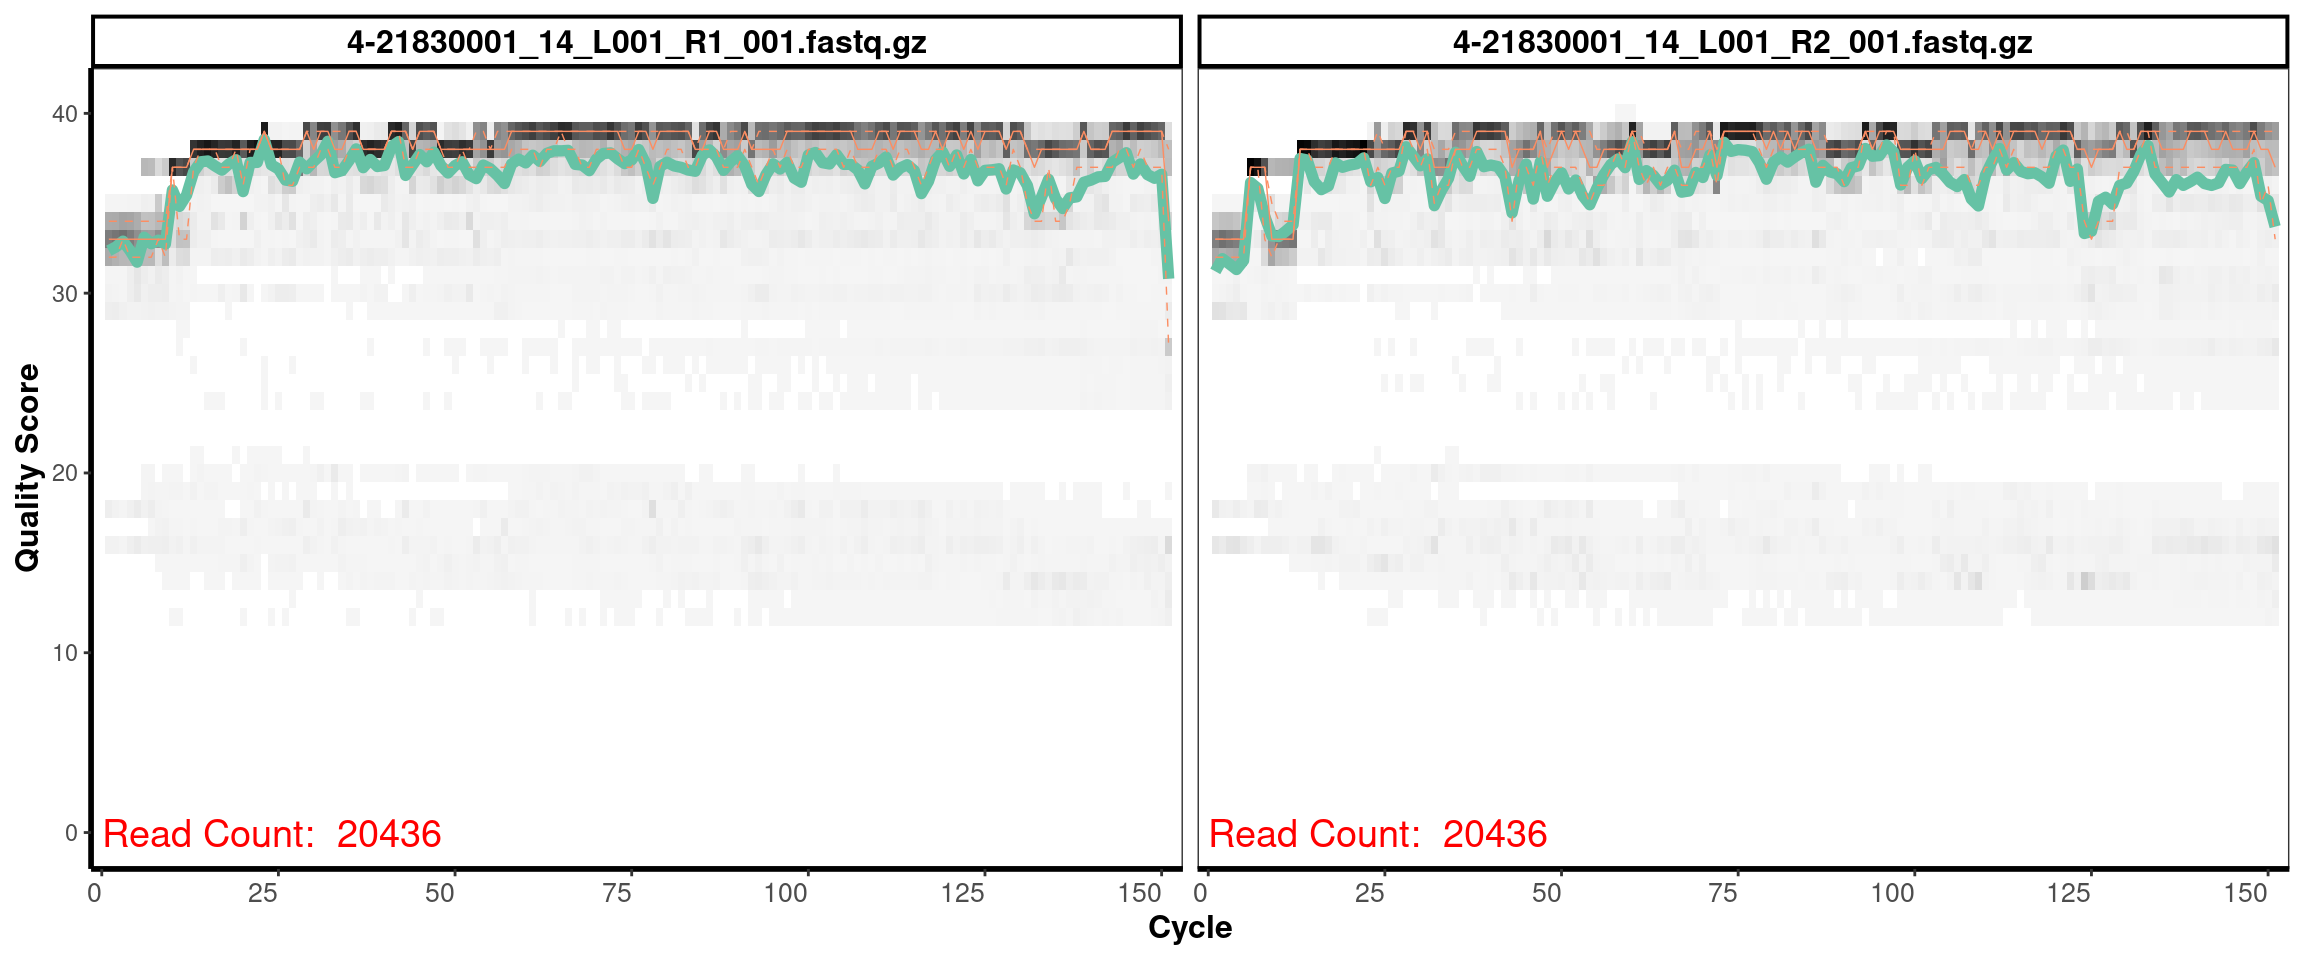 4-21830001_14_L001_R1_001.fastq.gz
4-21830001_14_L001_R2_001.fastq.gz
Quality Score
40
30
20
10
0
Read Count: 20436
Read Count: 20436
0 25 50 75 100 125 150
0 25 50 75 100 125 150
Cycle